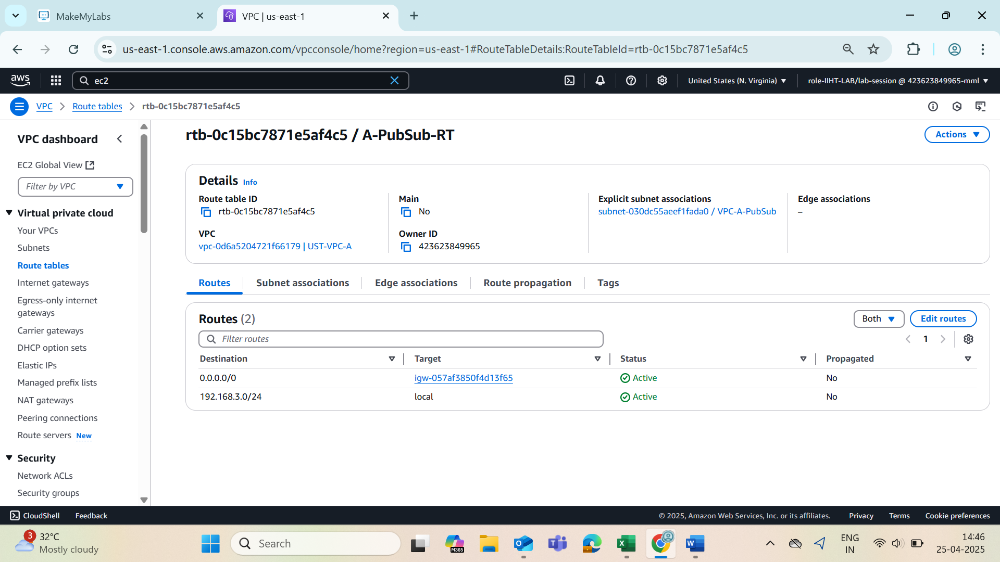 MakeMyLabs
VPC | us-east-1
us-east-1.console.aws.amazon.com/vpcconsole/home?region=us-east-1#RouteTableDetails:RouteTableId=rtb-0c15bc7871e5af4c5
aws
ec2
United States (N. Virginia)
role-IIHT-LAB/lab-session @ 423623849965-mml
VPC
Route tables
rtb-0c15bc7871e5af4c5
VPC dashboard
EC2 Global View
Filter by VPC
Virtual private cloud
Your VPCs
Subnets
Route tables
Internet gateways
Egress-only internet
gateways
Carrier gateways
DHCP option sets
Elastic IPs
Managed prefix lists
NAT gateways
Peering connections
Route servers New
Security
Network ACLs
Security groups
rtb-0c15bc7871e5af4c5 / A-PubSub-RT
Actions
Details Info
Route table ID
rtb-0c15bc7871e5af4c5
VPC
vpc-0d6a5204721f66179 | UST-VPC-A
Main
No
Owner ID
423623849965
Explicit subnet associations
subnet-030dc55aeef1fada0 / VPC-A-PubSub
Edge associations
–
Routes
Subnet associations
Edge associations
Route propagation
Tags
Routes (2)
Both
Edit routes
Filter routes
1
Destination Target Status Propagated
0.0.0.0/0 igw-057af3850f4d13f65 Active No
192.168.3.0/24 local Active No
CloudShell
Feedback
© 2025, Amazon Web Services, Inc. or its affiliates.
Privacy
Terms
Cookie preferences
3
32°C
Mostly cloudy
Search
M365
ENG
IN
14:46
25-04-2025